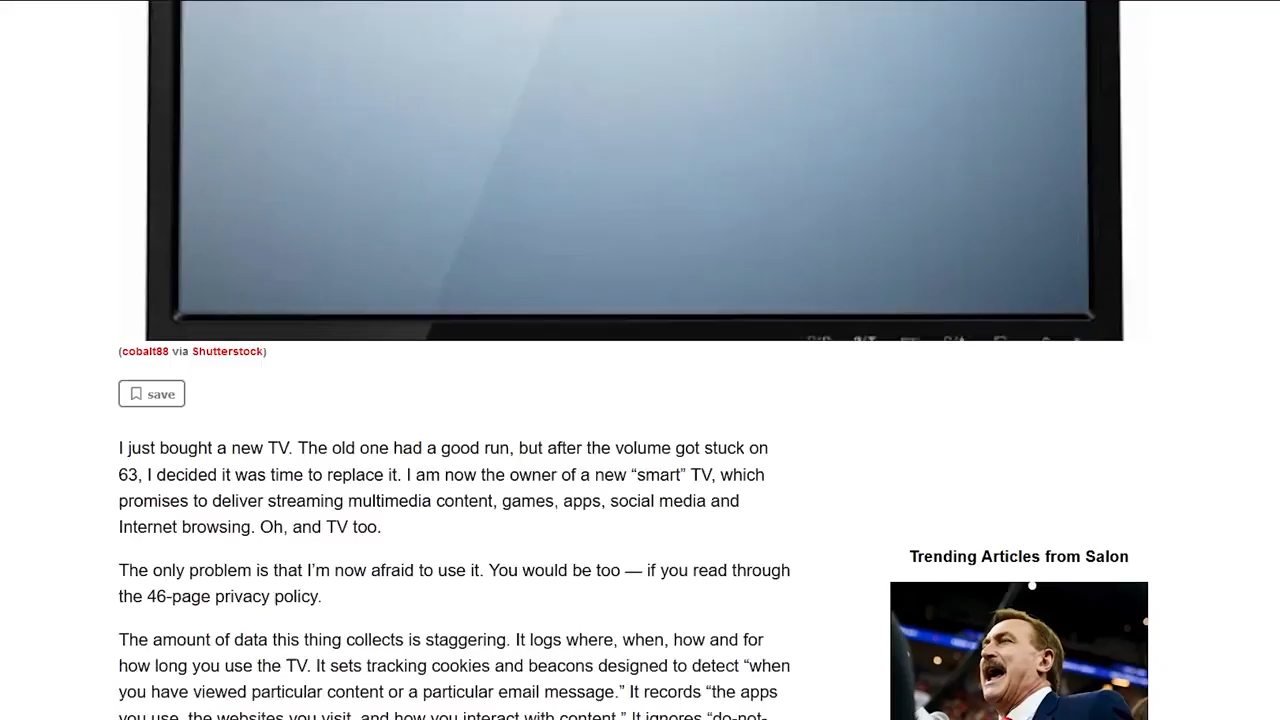 (cobalt88 via Shutterstock)
save
I just bought a new TV. The old one had a good run, but after the volume got stuck on
63, I decided it was time to replace it. I am now the owner of a new “smart” TV, which
promises to deliver streaming multimedia content, games, apps, social media and
Internet browsing. Oh, and TV too.
The only problem is that I’m now afraid to use it. You would be too — if you read through
the 46-page privacy policy.
The amount of data this thing collects is staggering. It logs where, when, how and for
how long you use the TV. It sets tracking cookies and beacons designed to detect “when
you have viewed particular content or a particular email message.” It records “the apps
you use, the websites you visit, and how you interact with content.” It ignores “do-not-
Trending Articles from Salon